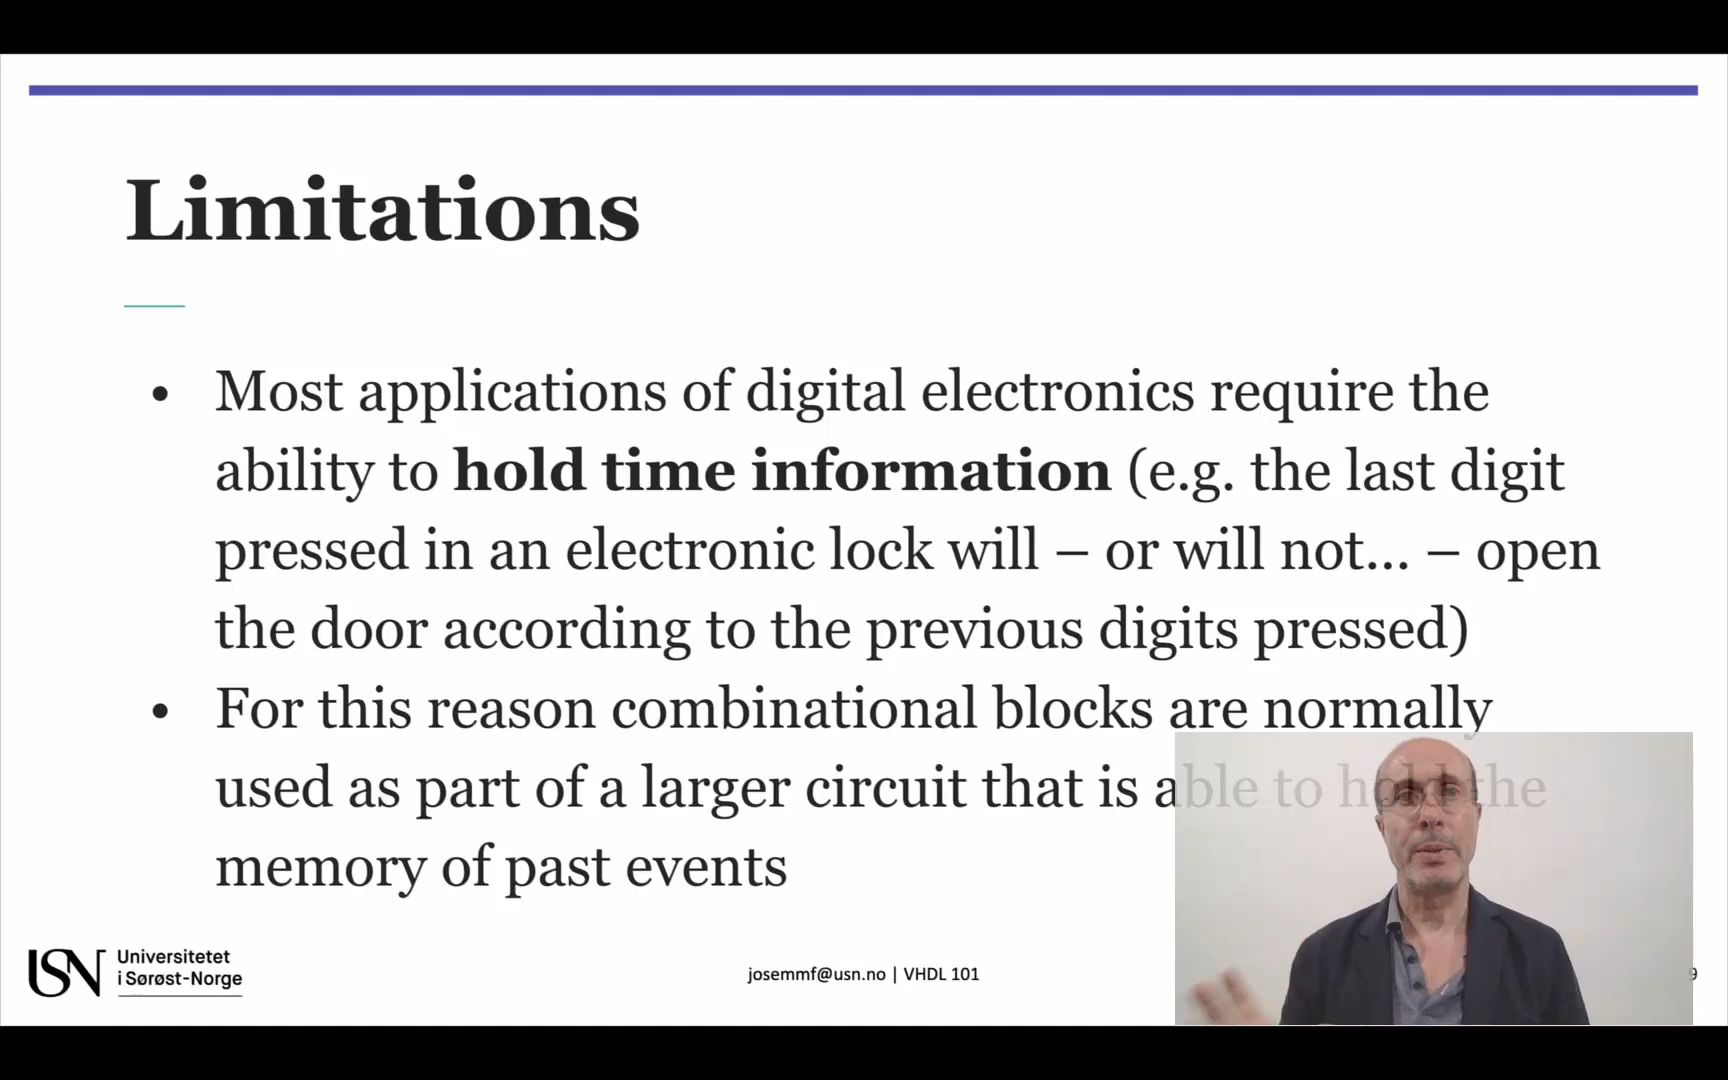 Limitations
• Most applications of digital electronics require the
ability to hold time information (e.g. the last digit
pressed in an electronic lock will – or will not... – open
the door according to the previous digits pressed)
• For this reason combinational blocks are normally
used as part of a larger circuit that is able to hold the
memory of past events
USN Universitetet
i Sørøst-Norge
josemmf@usn.no | VHDL 101
9